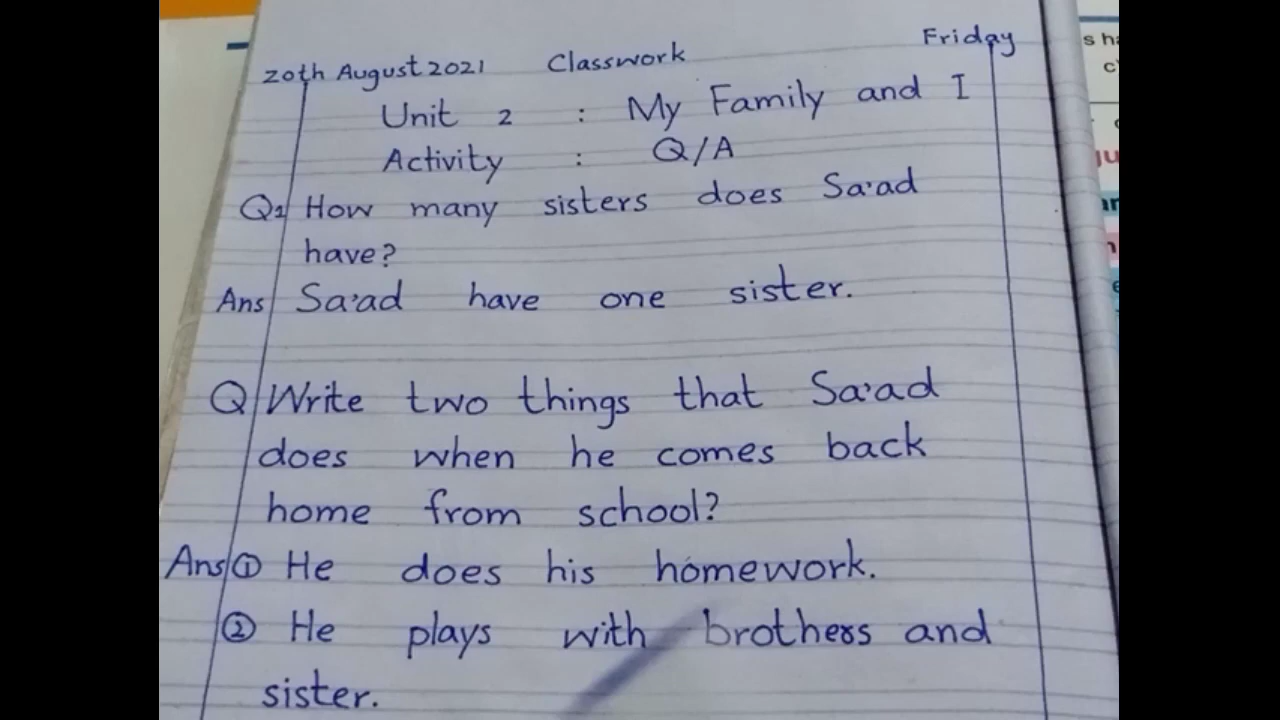 20th August 2021 Classwork Friday
Unit 2 : My Family and I
Activity : Q/A
Q1 How many sisters does Sa'ad
have?
Ans Sa'ad have one sister.
Q Write two things that Sa'ad
does when he comes back
home from school?
Ans ① He does his homework.
② He plays with brothers and
sister.